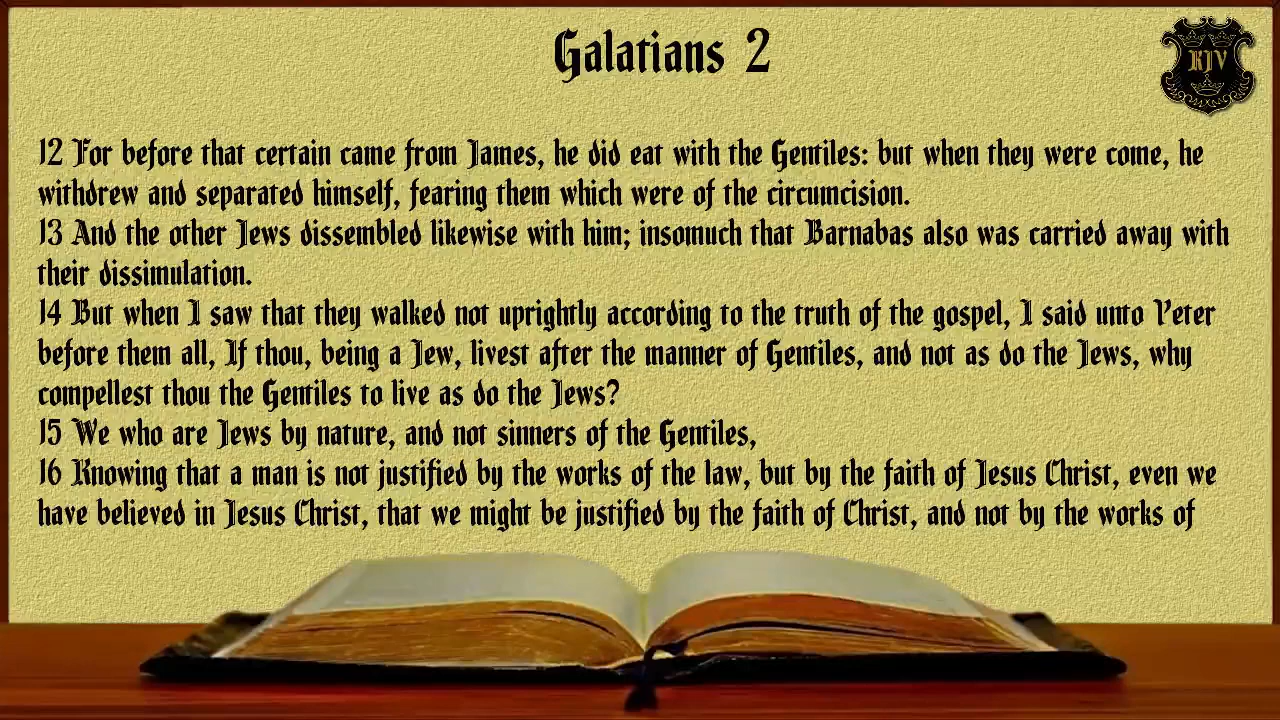 Galatians 2
KJV
12 For before that certain came from James, he did eat with the Gentiles: but when they were come, he
withdrew and separated himself, fearing them which were of the circumcision.
13 And the other Jews dissembled likewise with him; insomuch that Barnabas also was carried away with
their dissimulation.
14 But when I saw that they walked not uprightly according to the truth of the gospel, I said unto Peter
before them all, If thou, being a Jew, livest after the manner of Gentiles, and not as do the Jews, why
compellest thou the Gentiles to live as do the Jews?
15 We who are Jews by nature, and not sinners of the Gentiles,
16 Knowing that a man is not justified by the works of the law, but by the faith of Jesus Christ, even we
have believed in Jesus Christ, that we might be justified by the faith of Christ, and not by the works of